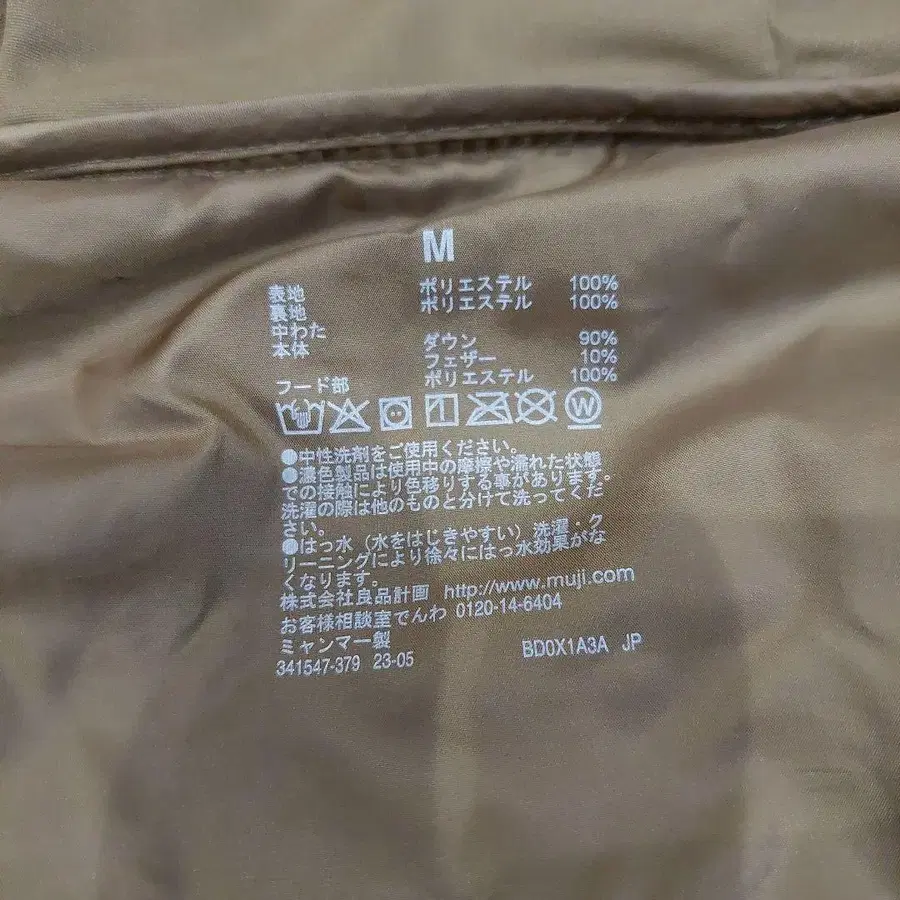 M
表地 ポリエステル 100%
裏地 ポリエステル 100%
中わた
本体 ダウン 90%
フェザー 10%
フード部 ポリエステル 100%
W
●中性洗剤をご使用ください。
●濃色製品は使用中の摩擦や濡れた状態
での接触により色移りする事があります。
洗濯の際は他のものと分けて洗ってくだ
さい。
●はっ水（水をはじきやすい）洗濯・ク
リーニングにより徐々にはっ水効果がな
くなります。
株式会社良品計画 http://www.muji.com
お客様相談室でんわ 0120-14-6404
ミャンマー製
341547-379 23-05 BD0X1A3A JP